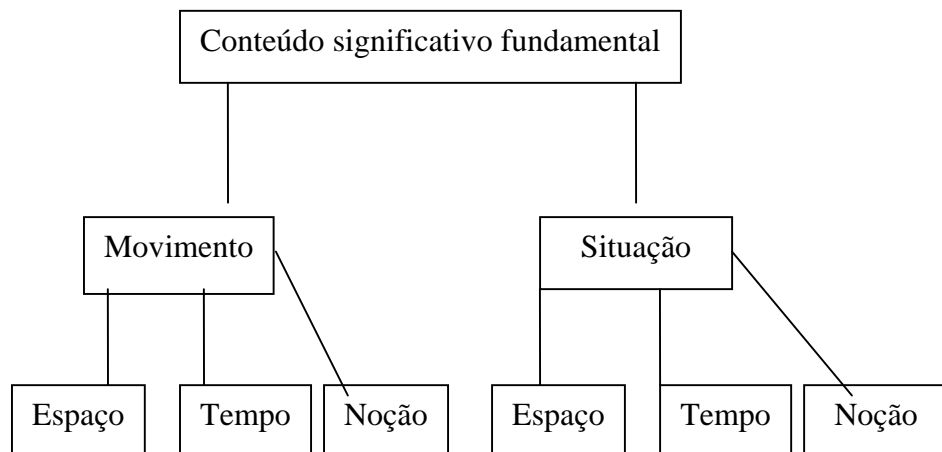 Conteúdo significativo fundamental
Movimento
Situação
Espaço
Tempo
Noção
Espaço
Tempo
Noção